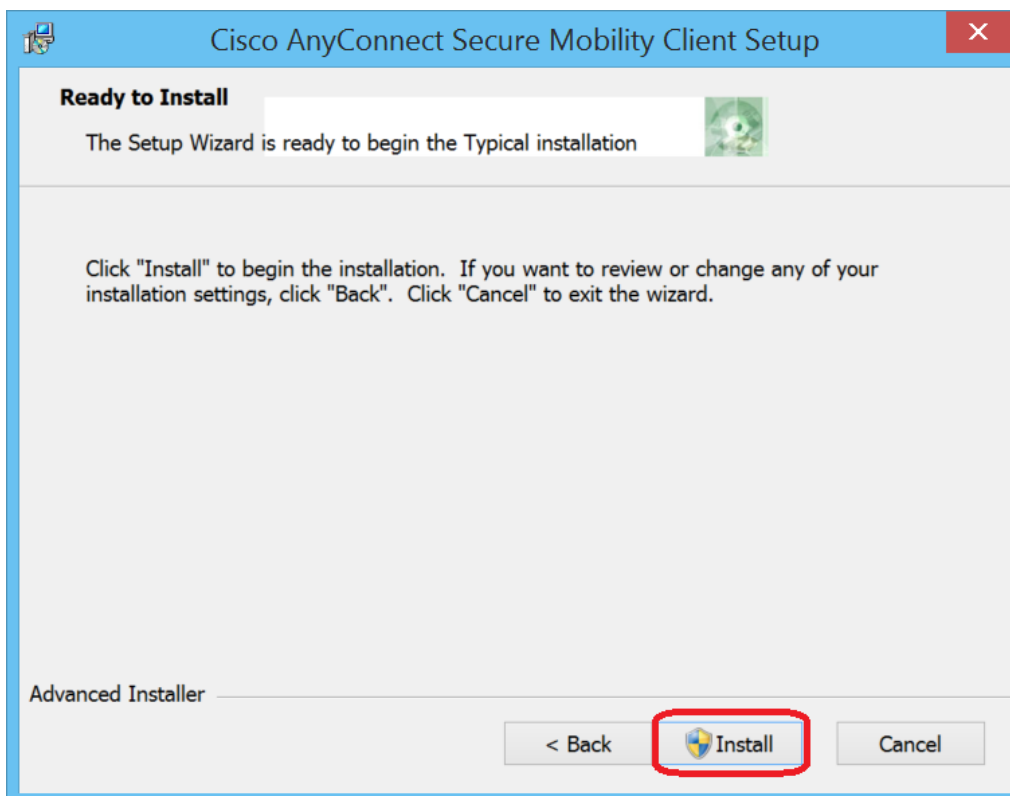 Cisco AnyConnect Secure Mobility Client Setup
Ready to Install
The Setup Wizard is ready to begin the Typical installation
Click "Install" to begin the installation.  If you want to review or change any of your
installation settings, click "Back".  Click "Cancel" to exit the wizard.
Advanced Installer
< Back Install Cancel